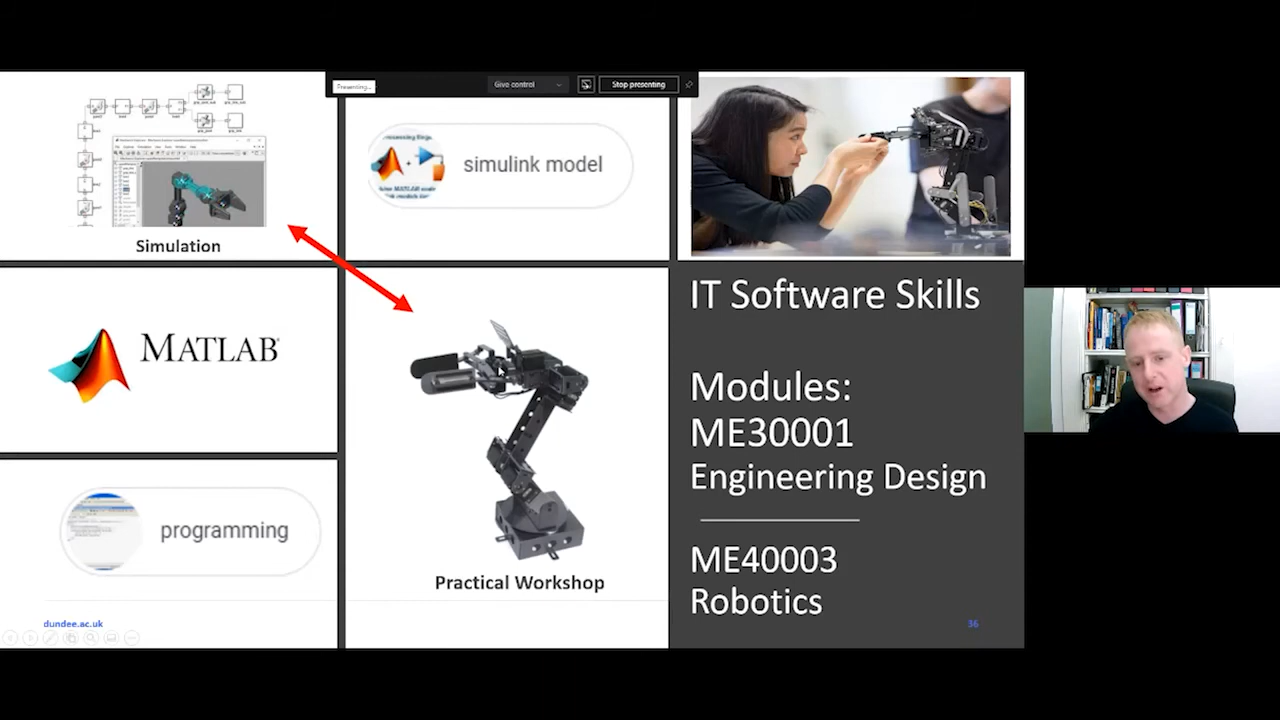 Presenting...
Give control
Stop presenting
Simulation
simulink model
MATLAB
programming
Practical Workshop
IT Software Skills
Modules:
ME30001
Engineering Design
ME40003
Robotics
dundee.ac.uk
36